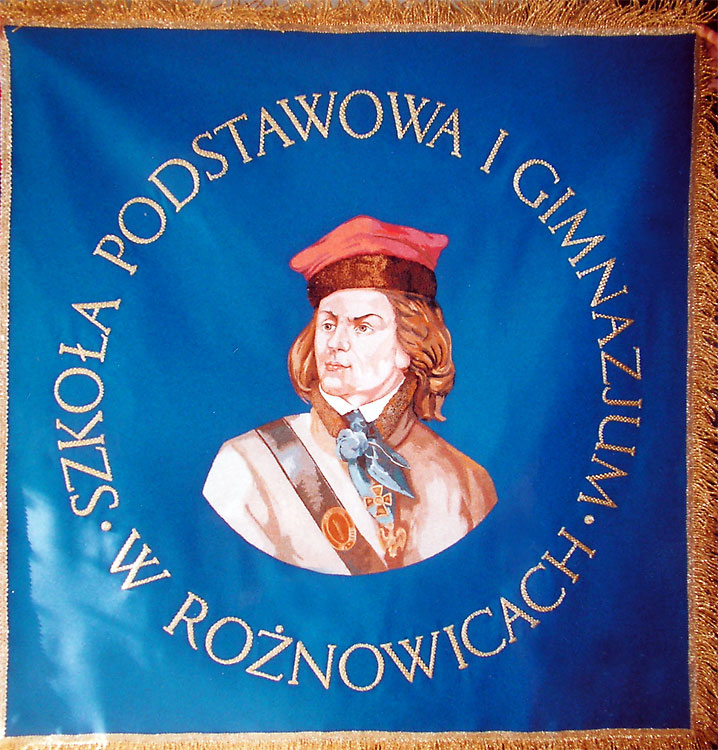 SZKOŁA PODSTAWOWA I GIMNAZJUM
· W ROŻNOWICACH ·